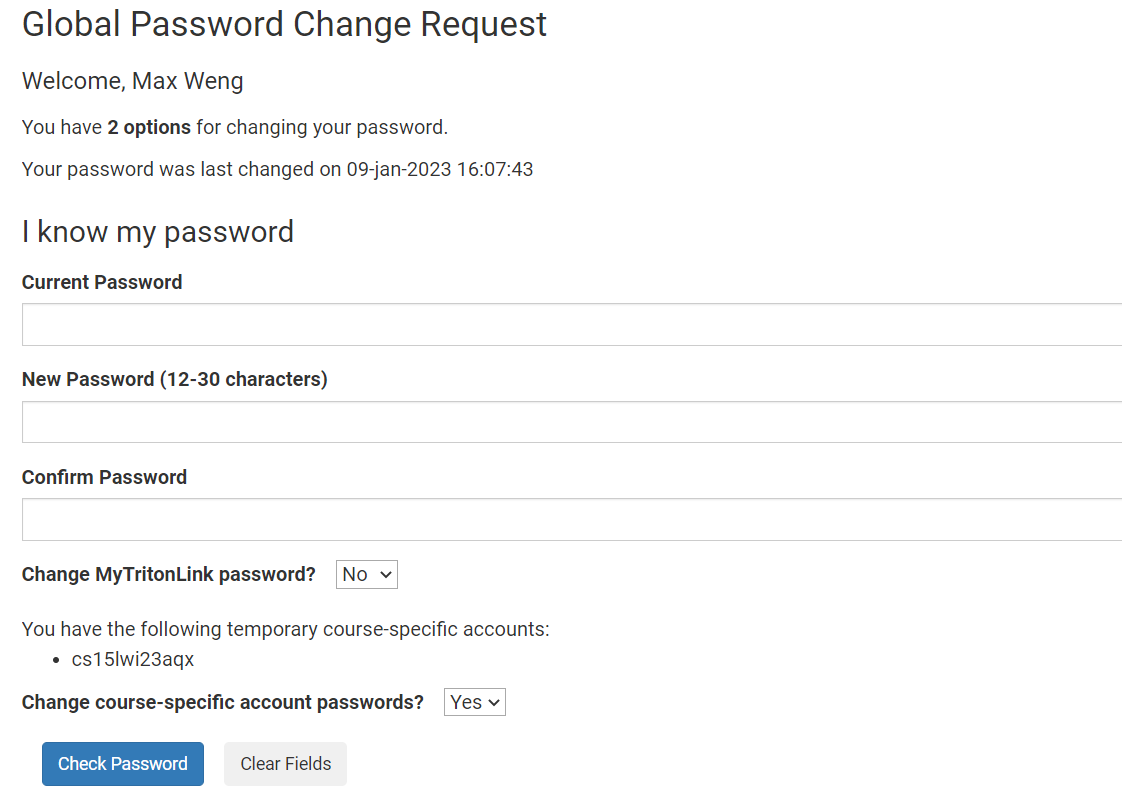 Global Password Change Request
Welcome, Max Weng
You have 2 options for changing your password.
Your password was last changed on 09-jan-2023 16:07:43
I know my password
Current Password
New Password (12-30 characters)
Confirm Password
Change MyTritonLink password? No
You have the following temporary course-specific accounts:
• cs15lwi23aqx
Change course-specific account passwords? Yes
Check Password Clear Fields